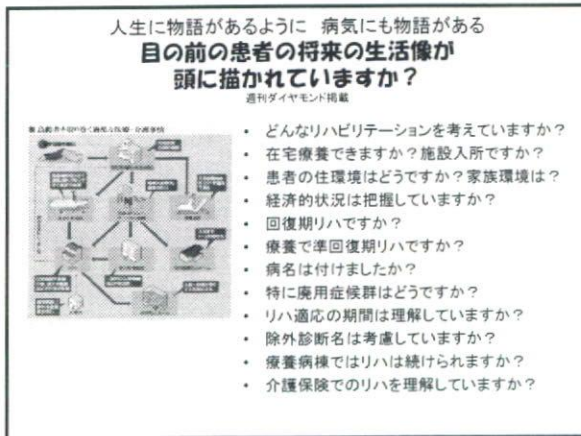 人生に物語があるように 病気にも物語がある
目の前の患者の将来の生活像が
頭に描かれていますか?
週刊ダイヤモンド掲載
・ どんなリハビリテーションを考えていますか?
・ 在宅療養できますか?施設入所ですか?
・ 患者の住環境はどうですか?家族環境は?
・ 経済的状況は把握していますか?
・ 回復期リハですか?
・ 療養で準回復期リハですか?
・ 病名は付けましたか?
・ 特に廃用症候群はどうですか?
・ リハ適応の期間は理解していますか?
・ 除外診断名は考慮していますか?
・ 療養病棟ではリハは続けられますか?
・ 介護保険でのリハを理解していますか?